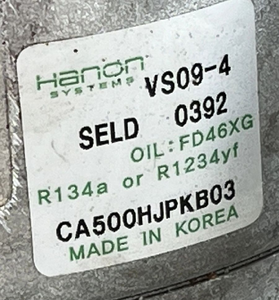 Hanon VS09-4
SYSTEMS
SELD 0392
OIL:FD46XG
R134a or R1234yf
CA500HJPKB03
MADE IN KOREA